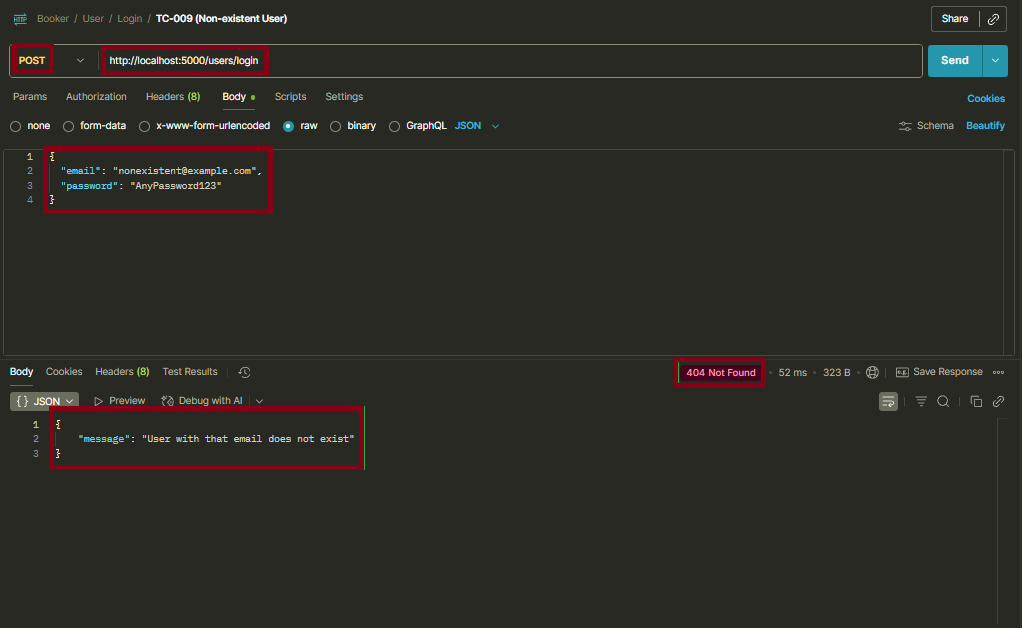 HTTP Booker / User / Login / TC-009 (Non-existent User) Share
POST http://localhost:5000/users/login Send
Params Authorization Headers (8) Body Scripts Settings Cookies
none form-data x-www-form-urlencoded raw binary GraphQL JSON Schema Beautify
1 {
2 "email": "nonexistent@example.com",
3 "password": "AnyPassword123"
4 }
Body Cookies Headers (8) Test Results 404 Not Found 52 ms 323 B Save Response
{} JSON Preview Debug with AI
1 {
2 "message": "User with that email does not exist"
3 }